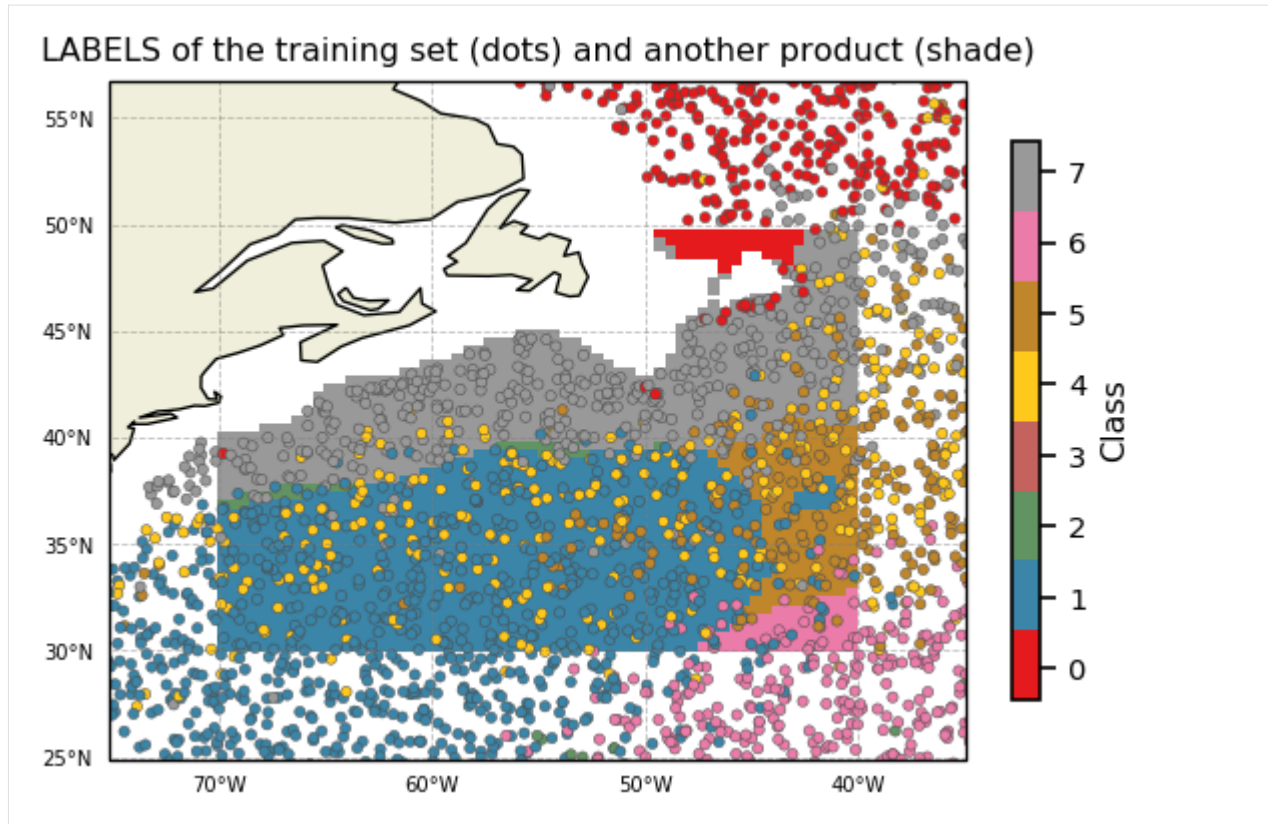 LABELS of the training set (dots) and another product (shade)
55°N
50°N
45°N
40°N
35°N
30°N
25°N
70°W
60°W
50°W
40°W
7
6
5
4
3
2
1
0
Class